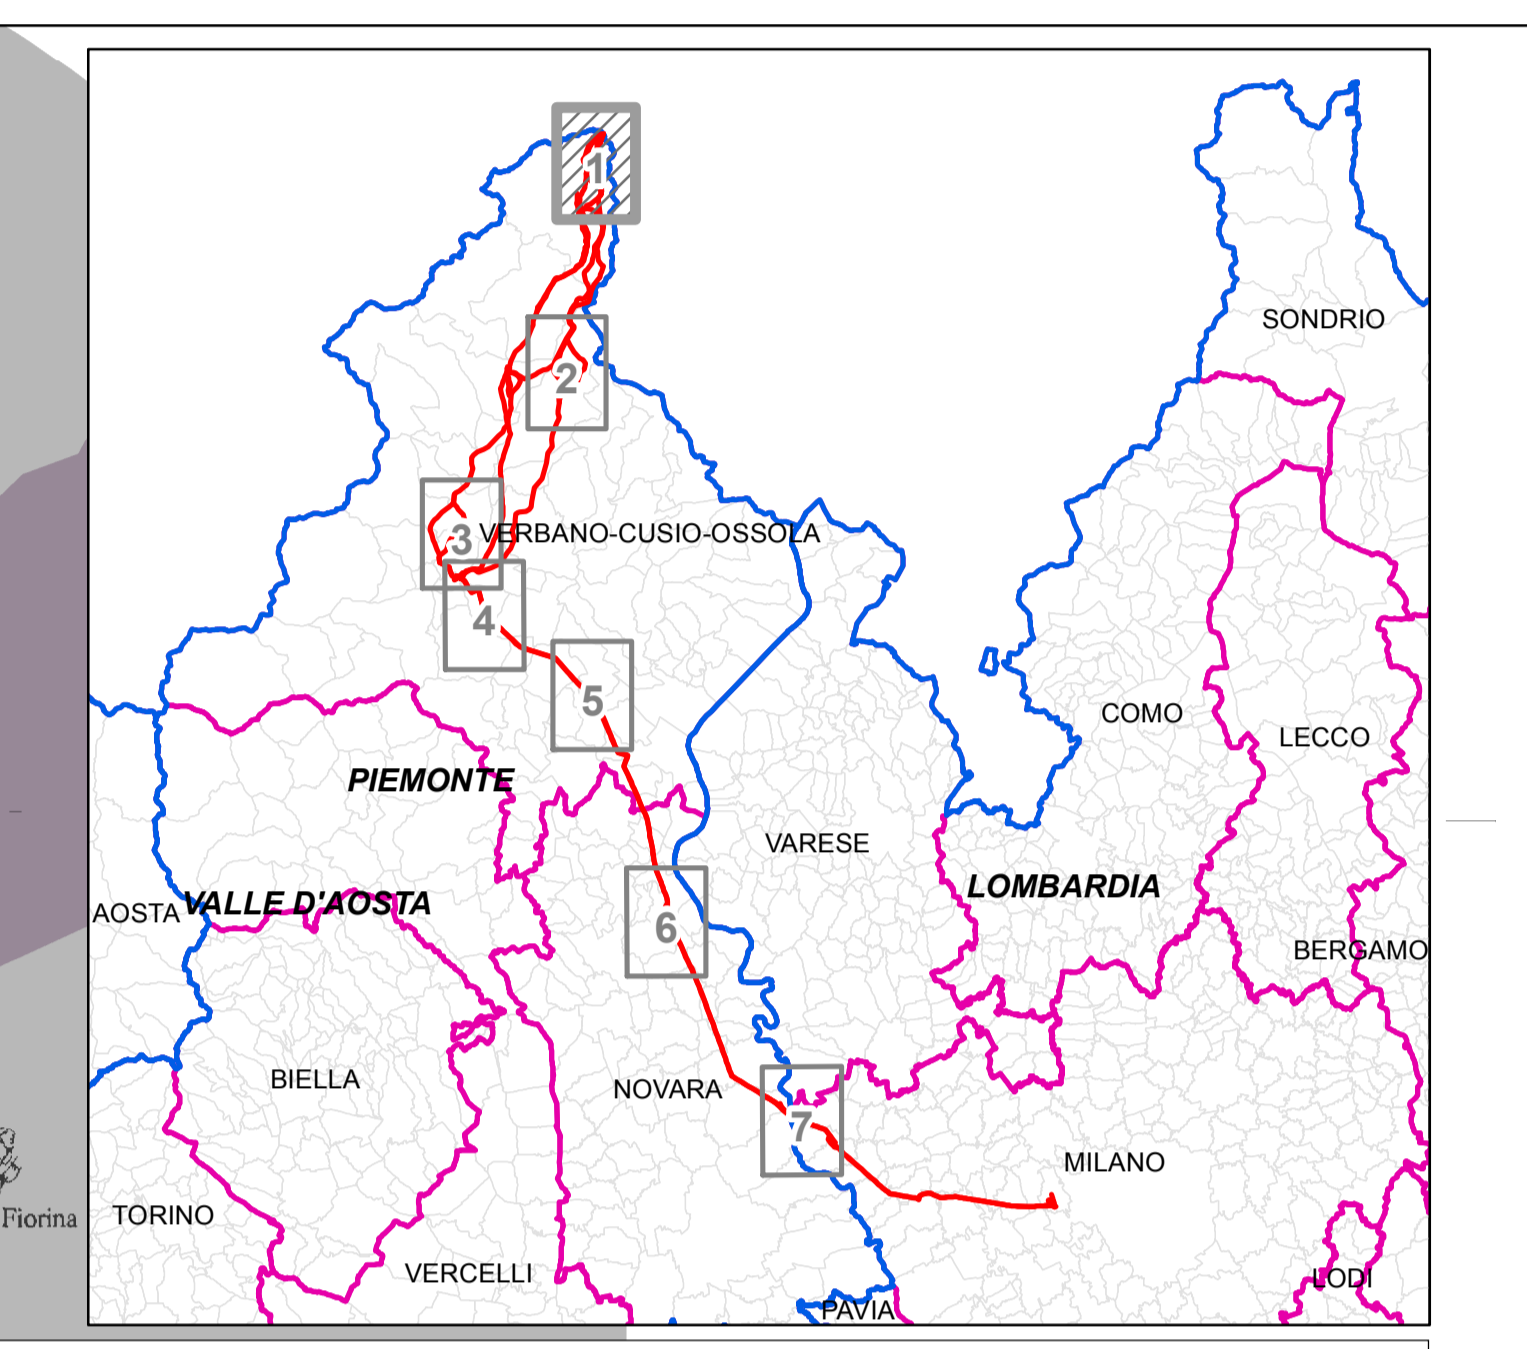 1
SONDRIO
2
3
VERBANO-CUSIO-OSSOLA
4
5
COMO
LECCO
PIEMONTE
VARESE
LOMBARDIA
VALLE D'AOSTA
AOSTA
6
BERGAMO
BIELLA
NOVARA
7
MILANO
Fiorina
TORINO
VERCELLI
LODI
PAVIA